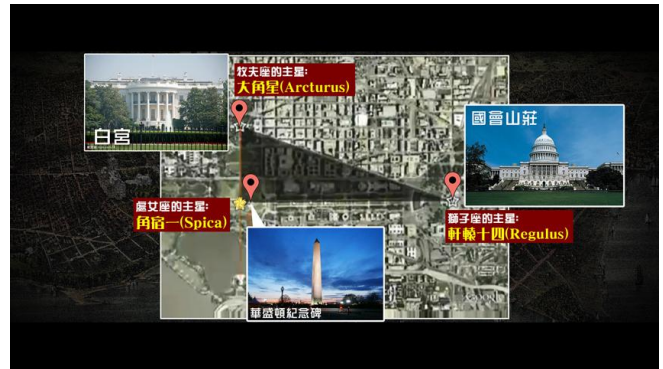 牧夫座的主星:
大角星(Arcturus)
白宮
國會山莊
處女座的主星:
角宿一(Spica)
獅子座的主星:
軒轅十四(Regulus)
華盛頓紀念碑